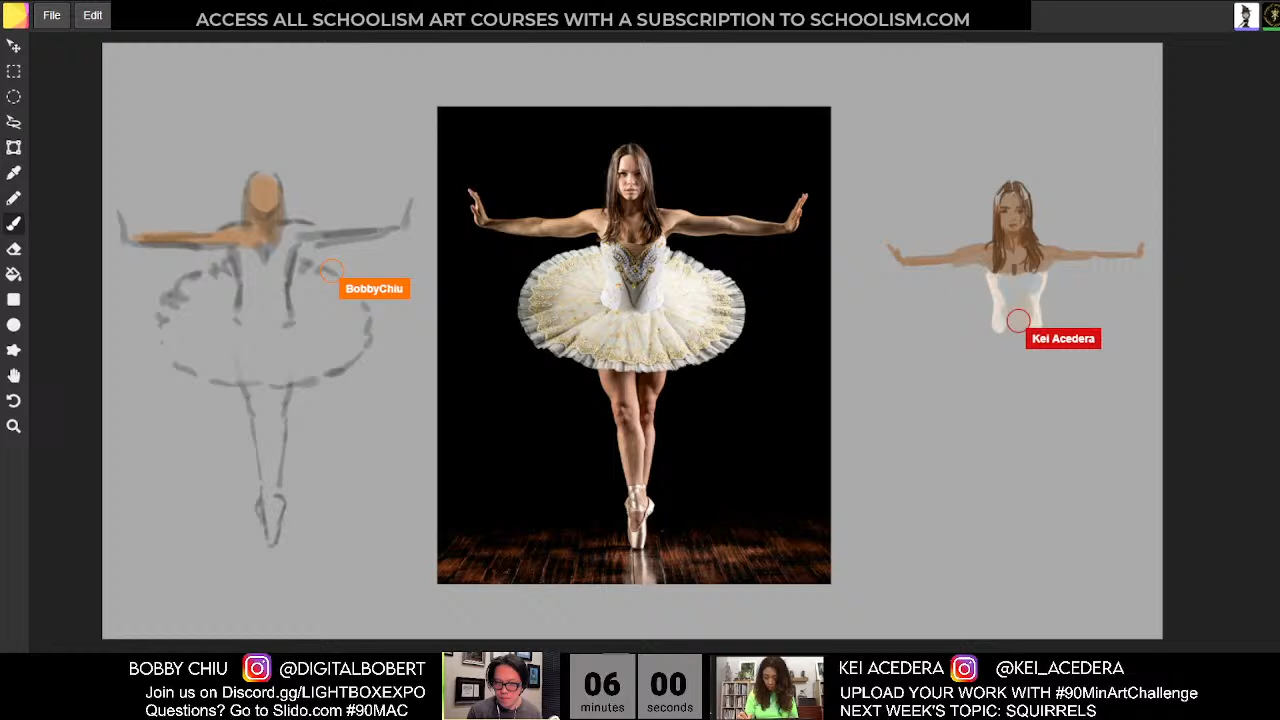 File
Edit
ACCESS ALL SCHOOLISM ART COURSES WITH A SUBSCRIPTION TO SCHOOLISM.COM
BobbyChiu
Kei Acedera
BOBBY CHIU @DIGITALBOBERT
Join us on Discord.gg/LIGHTBOXEXPO
Questions? Go to Slido.com #90MAC
06
minutes
00
seconds
KEI ACEDERA @KEI_ACEDERA
UPLOAD YOUR WORK WITH #90MinArtChallenge
NEXT WEEK'S TOPIC: SQUIRRELS